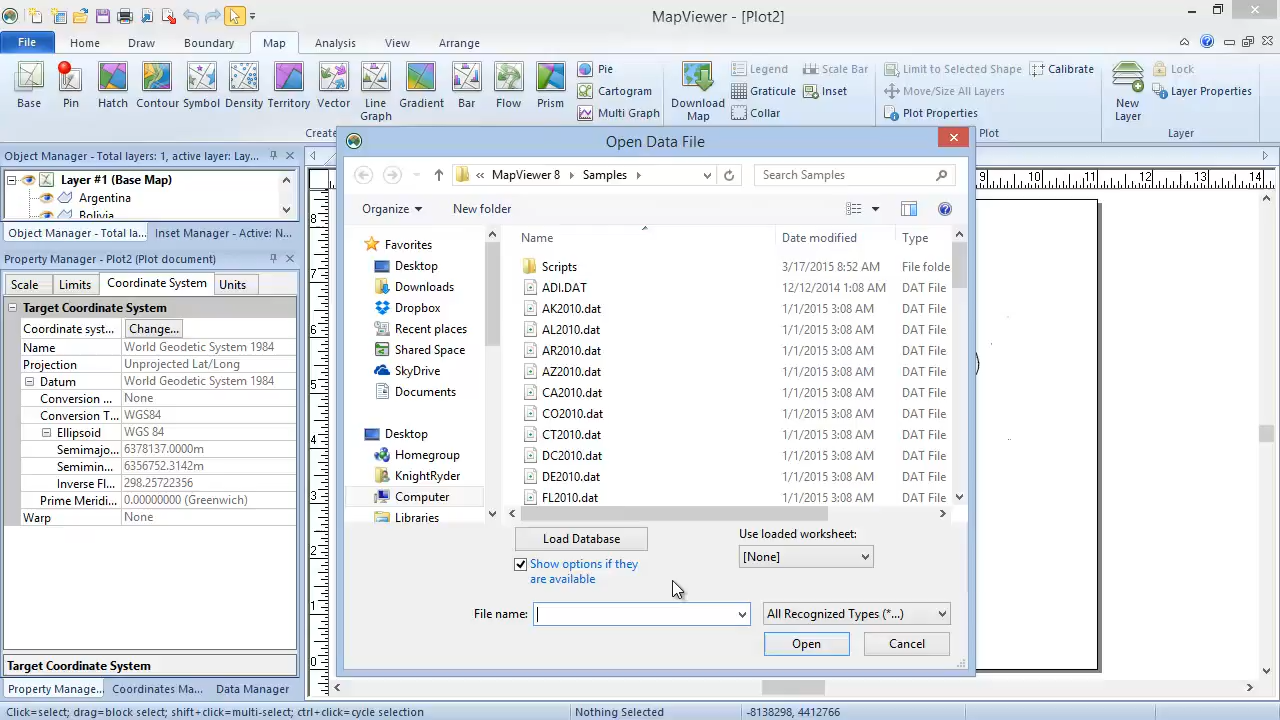 MapViewer - [Plot2]
File Home Draw Boundary Map Analysis View Arrange
Base Pin Hatch Contour Symbol Density Territory Vector Line Graph Gradient Bar Flow Prism
Pie
Cartogram
Multi Graph
Download Map
Legend Scale Bar
Graticule Inset
Collar
Limit to Selected Shape Calibrate
Move/Size All Layers
Plot Properties
New Layer
Lock
Layer Properties
Plot Layer
Object Manager - Total layers: 1, active layer: Lay...
Layer #1 (Base Map)
Argentina
Bolivia
Object Manager - Total la... Inset Manager - Active: N...
Property Manager - Plot2 (Plot document)
Scale Limits Coordinate System Units
Target Coordinate System
Coordinate syst... Change...
Name World Geodetic System 1984
Projection Unprojected Lat/Long
Datum World Geodetic System 1984
Conversion ... None
Conversion T... WGS84
Ellipsoid WGS 84
Semimajo... 6378137.0000m
Semimin... 6356752.3142m
Inverse Fl... 298.25722356
Prime Meridi... 0.00000000 (Greenwich)
Warp None
Target Coordinate System
Property Manage... Coordinates Ma... Data Manager
Open Data File
« MapViewer 8 Samples
Search Samples
Organize New folder
Favorites
Desktop
Downloads
Dropbox
Recent places
Shared Space
SkyDrive
Documents
Desktop
Homegroup
KnightRyder
Computer
Libraries
Name Date modified Type
Scripts 3/17/2015 8:52 AM File folde
ADI.DAT 12/12/2014 1:08 AM DAT File
AK2010.dat 1/1/2015 3:08 AM DAT File
AL2010.dat 1/1/2015 3:08 AM DAT File
AR2010.dat 1/1/2015 3:08 AM DAT File
AZ2010.dat 1/1/2015 3:08 AM DAT File
CA2010.dat 1/1/2015 3:08 AM DAT File
CO2010.dat 1/1/2015 3:08 AM DAT File
CT2010.dat 1/1/2015 3:08 AM DAT File
DC2010.dat 1/1/2015 3:08 AM DAT File
DE2010.dat 1/1/2015 3:08 AM DAT File
FL2010.dat 1/1/2015 3:08 AM DAT File
Load Database
Use loaded worksheet:
[None]
Show options if they
are available
File name:
All Recognized Types (*...)
Open Cancel
9 10 11 12 13 14
8
7
6
5
4
3
2
1
0
Click=select; drag=block select; shift+click=multi-select; ctrl+click=cycle selection Nothing Selected -8138298, 4412766